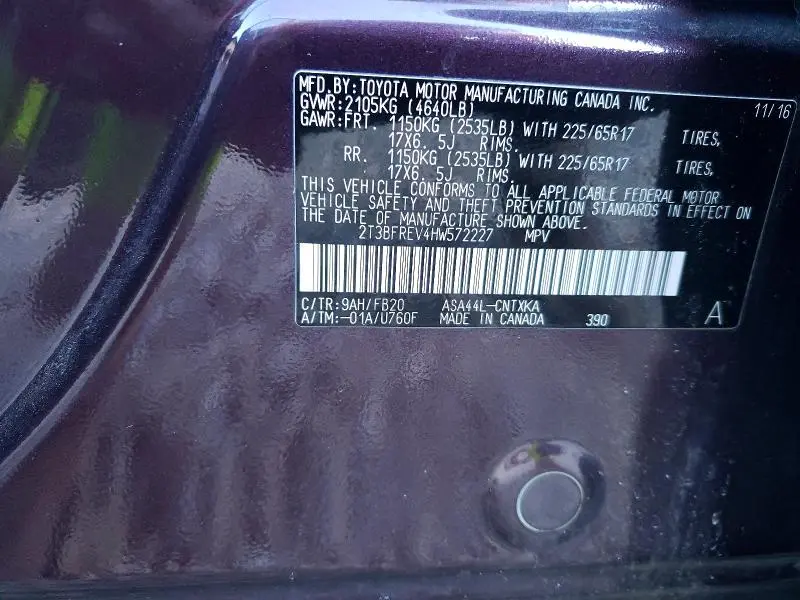 MFD.BY:TOYOTA MOTOR MANUFACTURING CANADA INC.
GVWR:2105KG (4640LB) 11/16
GAWR:FRT. 1150KG (2535LB) WITH 225/65R17 TIRES,
17X6.5J RIMS.
RR. 1150KG (2535LB) WITH 225/65R17 TIRES,
17X6.5J RIMS.
THIS VEHICLE CONFORMS TO ALL APPLICABLE FEDERAL MOTOR
VEHICLE SAFETY AND THEFT PREVENTION STANDARDS IN EFFECT ON
THE DATE OF MANUFACTURE SHOWN ABOVE.
2T3BFREV4HW572227 MPV
C/TR:9AH/FB20 ASA44L-CNTXKA
A/TM:-01A/U760F MADE IN CANADA 390 A